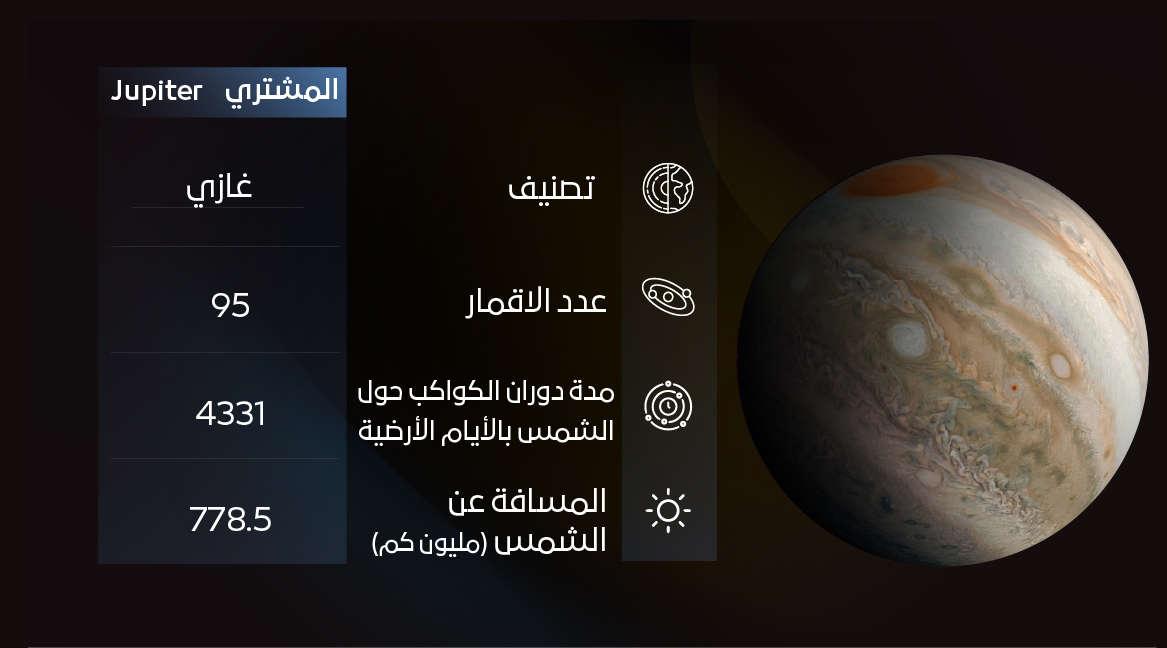 المشتري Jupiter
تصنيف
غازي
عدد الاقمار
95
مدة دوران الكواكب حول
الشمس بالأيام الأرضية
4331
المسافة عن
الشمس (مليون كم)
778.5